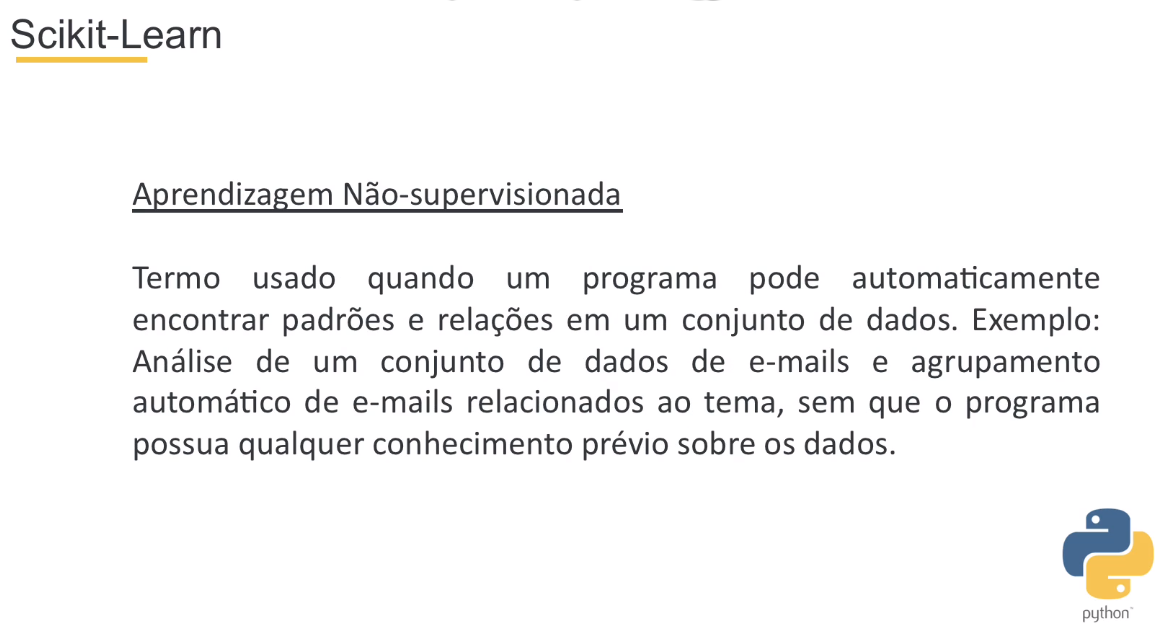 Scikit-Learn
Aprendizagem Não-supervisionada
Termo usado quando um programa pode automaticamente
encontrar padrões e relações em um conjunto de dados. Exemplo:
Análise de um conjunto de dados de e-mails e agrupamento
automático de e-mails relacionados ao tema, sem que o programa
possua qualquer conhecimento prévio sobre os dados.
python™